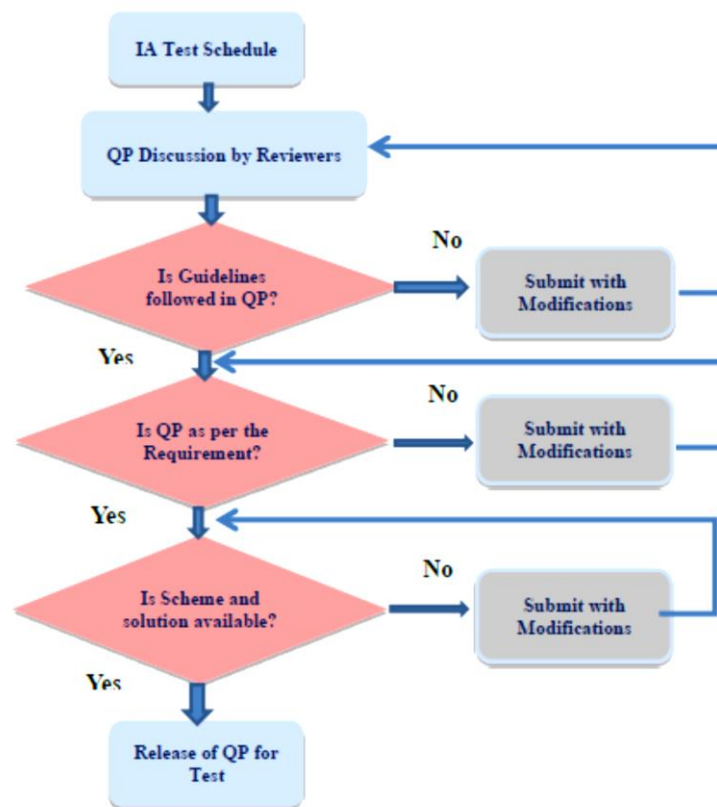 IA Test Schedule
QP Discussion by Reviewers
No
Is Guidelines
followed in QP?
Submit with
Modifications
Yes
No
Is QP as per the
Requirement?
Submit with
Modifications
Yes
No
Is Scheme and
solution available?
Submit with
Modifications
Yes
Release of QP for
Test